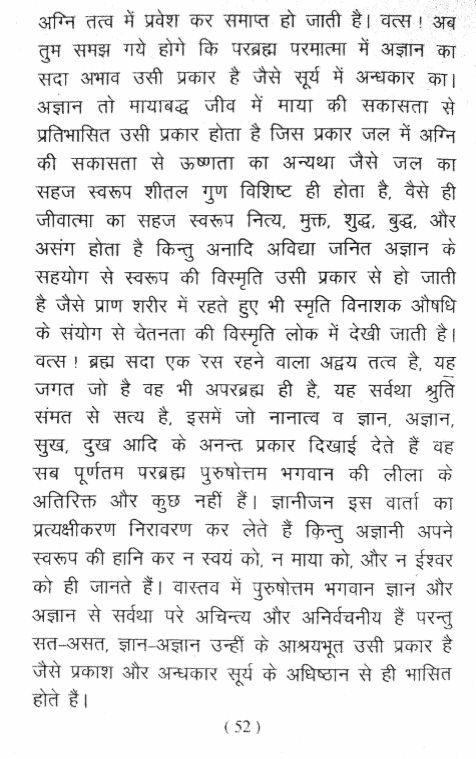 अग्नि तत्व में प्रवेश कर समाप्त हो जाती है। वत्स ! अब
तुम समझ गये होगे कि परब्रह्म परमात्मा में अज्ञान का
सदा अभाव उसी प्रकार है जैसे सूर्य में अन्धकार का।
अज्ञान तो मायाबद्ध जीव में माया की सकासता से
प्रतिभासित उसी प्रकार होता है जिस प्रकार जल में अग्नि
की सकासता से ऊष्णता का अन्यथा जैसे जल का
सहज स्वरूप शीतल गुण विशिष्ट ही होता है, वैसे ही
जीवात्मा का सहज स्वरूप नित्य, मुक्त, शुद्ध, बुद्ध, और
असंग होता है किन्तु अनादि अविद्या जनित अज्ञान के
सहयोग से स्वरूप की विस्मृति उसी प्रकार से हो जाती
है जैसे प्राण शरीर में रहते हुए भी स्मृति विनाशक औषधि
के संयोग से चेतनता की विस्मृति लोक में देखी जाती है।
वत्स ! ब्रह्म सदा एक रस रहने वाला अद्वय तत्व है, यह
जगत जो है वह भी अपरब्रह्म ही है, यह सर्वथा श्रुति
संमत से सत्य है, इसमें जो नानात्व व ज्ञान, अज्ञान,
सुख, दुख आदि के अनन्त प्रकार दिखाई देते हैं वह
सब पूर्णतम परब्रह्म पुरुषोत्तम भगवान की लीला के
अतिरिक्त और कुछ नहीं हैं। ज्ञानीजन इस वार्ता का
प्रत्यक्षीकरण निरावरण कर लेते हैं किन्तु अज्ञानी अपने
स्वरूप की हानि कर न स्वयं को, न माया को, और न ईश्वर
को ही जानते हैं। वास्तव में पुरुषोत्तम भगवान ज्ञान और
अज्ञान से सर्वथा परे अचिन्त्य और अनिर्वचनीय हैं परन्तु
सत-असत, ज्ञान-अज्ञान उन्हीं के आश्रयभूत उसी प्रकार है
जैसे प्रकाश और अन्धकार सूर्य के अधिष्ठान से ही भासित
होते हैं।
( 52 )